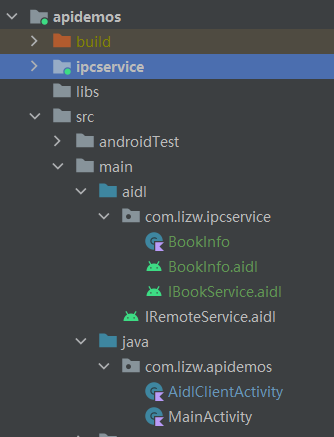 apidemos
build
ipcservice
libs
src
androidTest
main
aidl
com.lizw.ipcservice
BookInfo
BookInfo.aidl
IBookService.aidl
IRemoteService.aidl
java
com.lizw.apidemos
AidlClientActivity
MainActivity